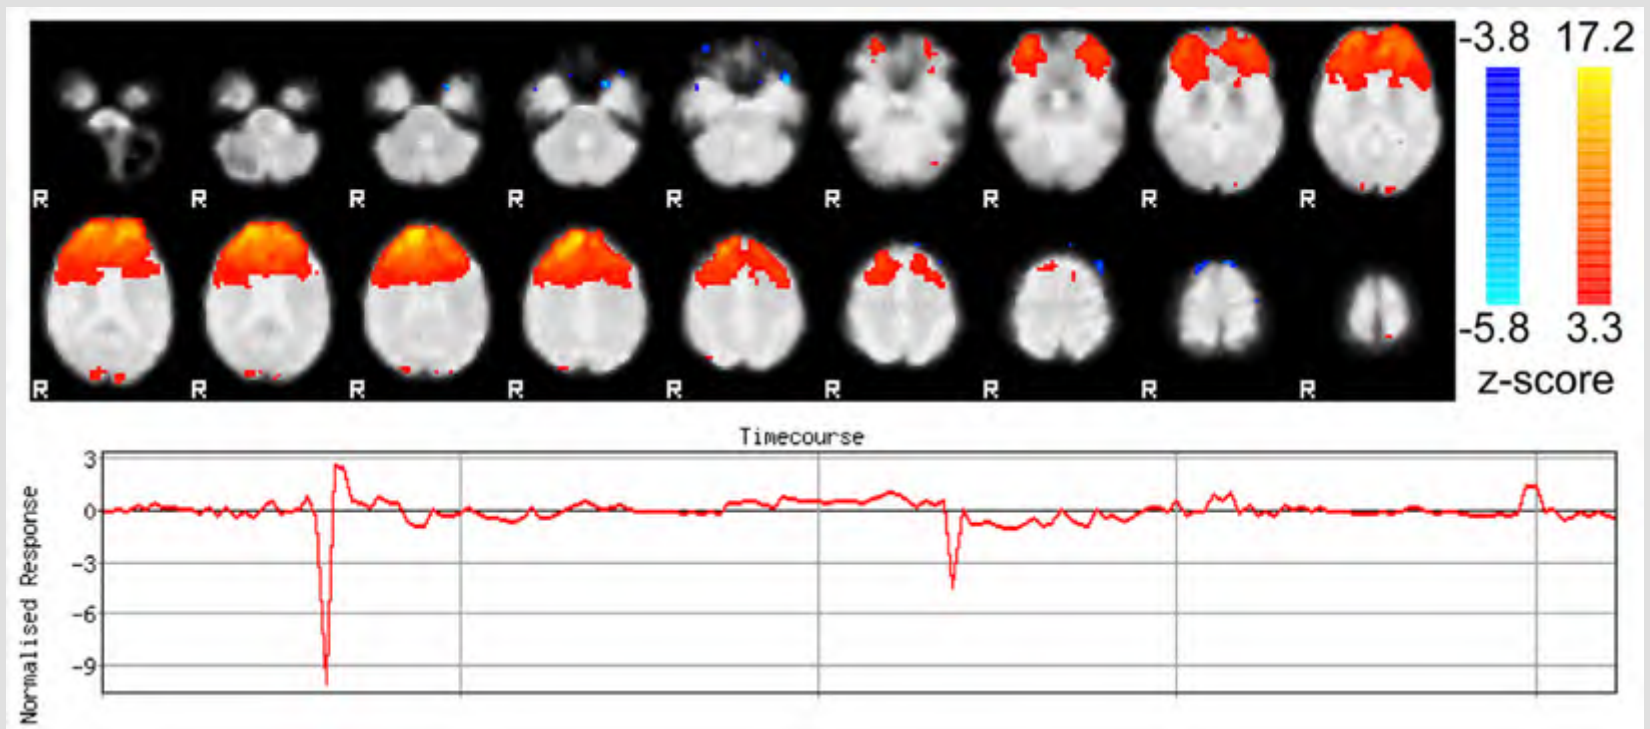 -3.8 17.2
R R R R R R R R R
-5.8 3.3
z-score
R R R R R R R R R
Timecourse
Normalised Response
3
0
-3
-6
-9